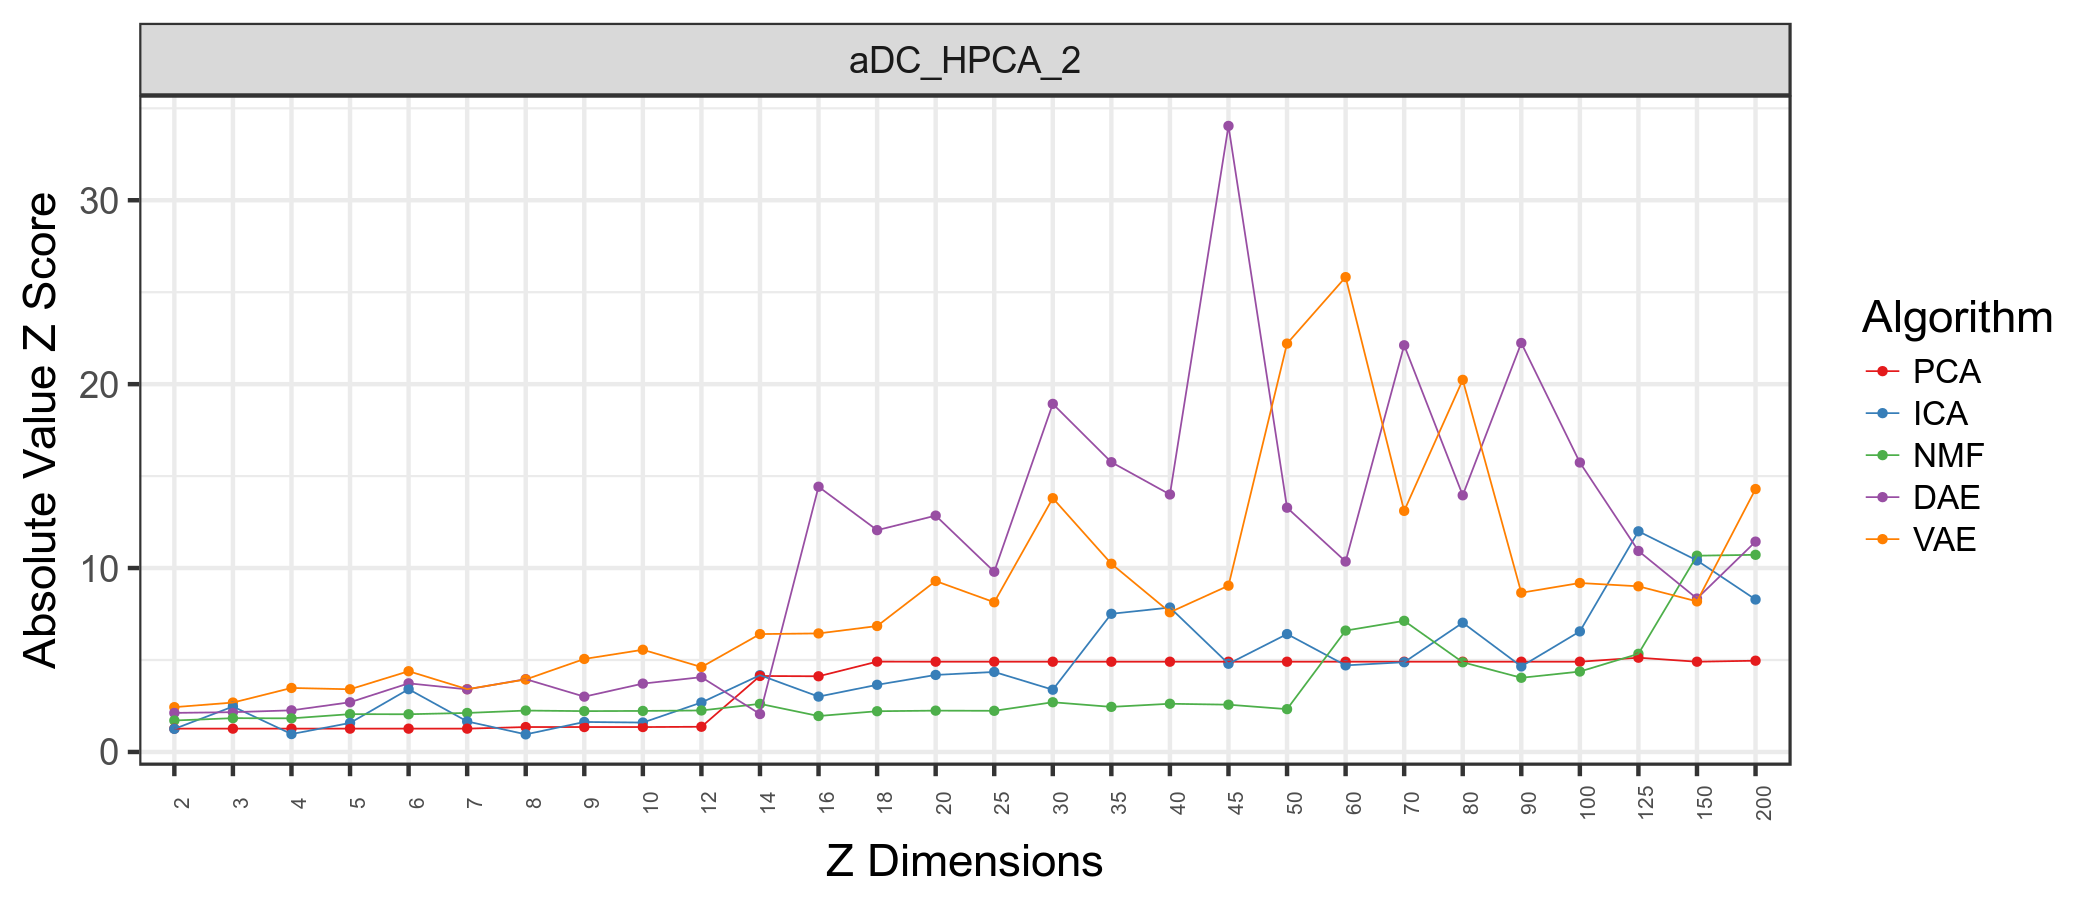 aDC_HPCA_2
Absolute Value Z Score
30
20
10
0
2 3 4 5 6 7 8 9 10 12 14 16 18 20 25 30 35 40 45 50 60 70 80 90 100 125 150 200
Z Dimensions
Algorithm
PCA
ICA
NMF
DAE
VAE